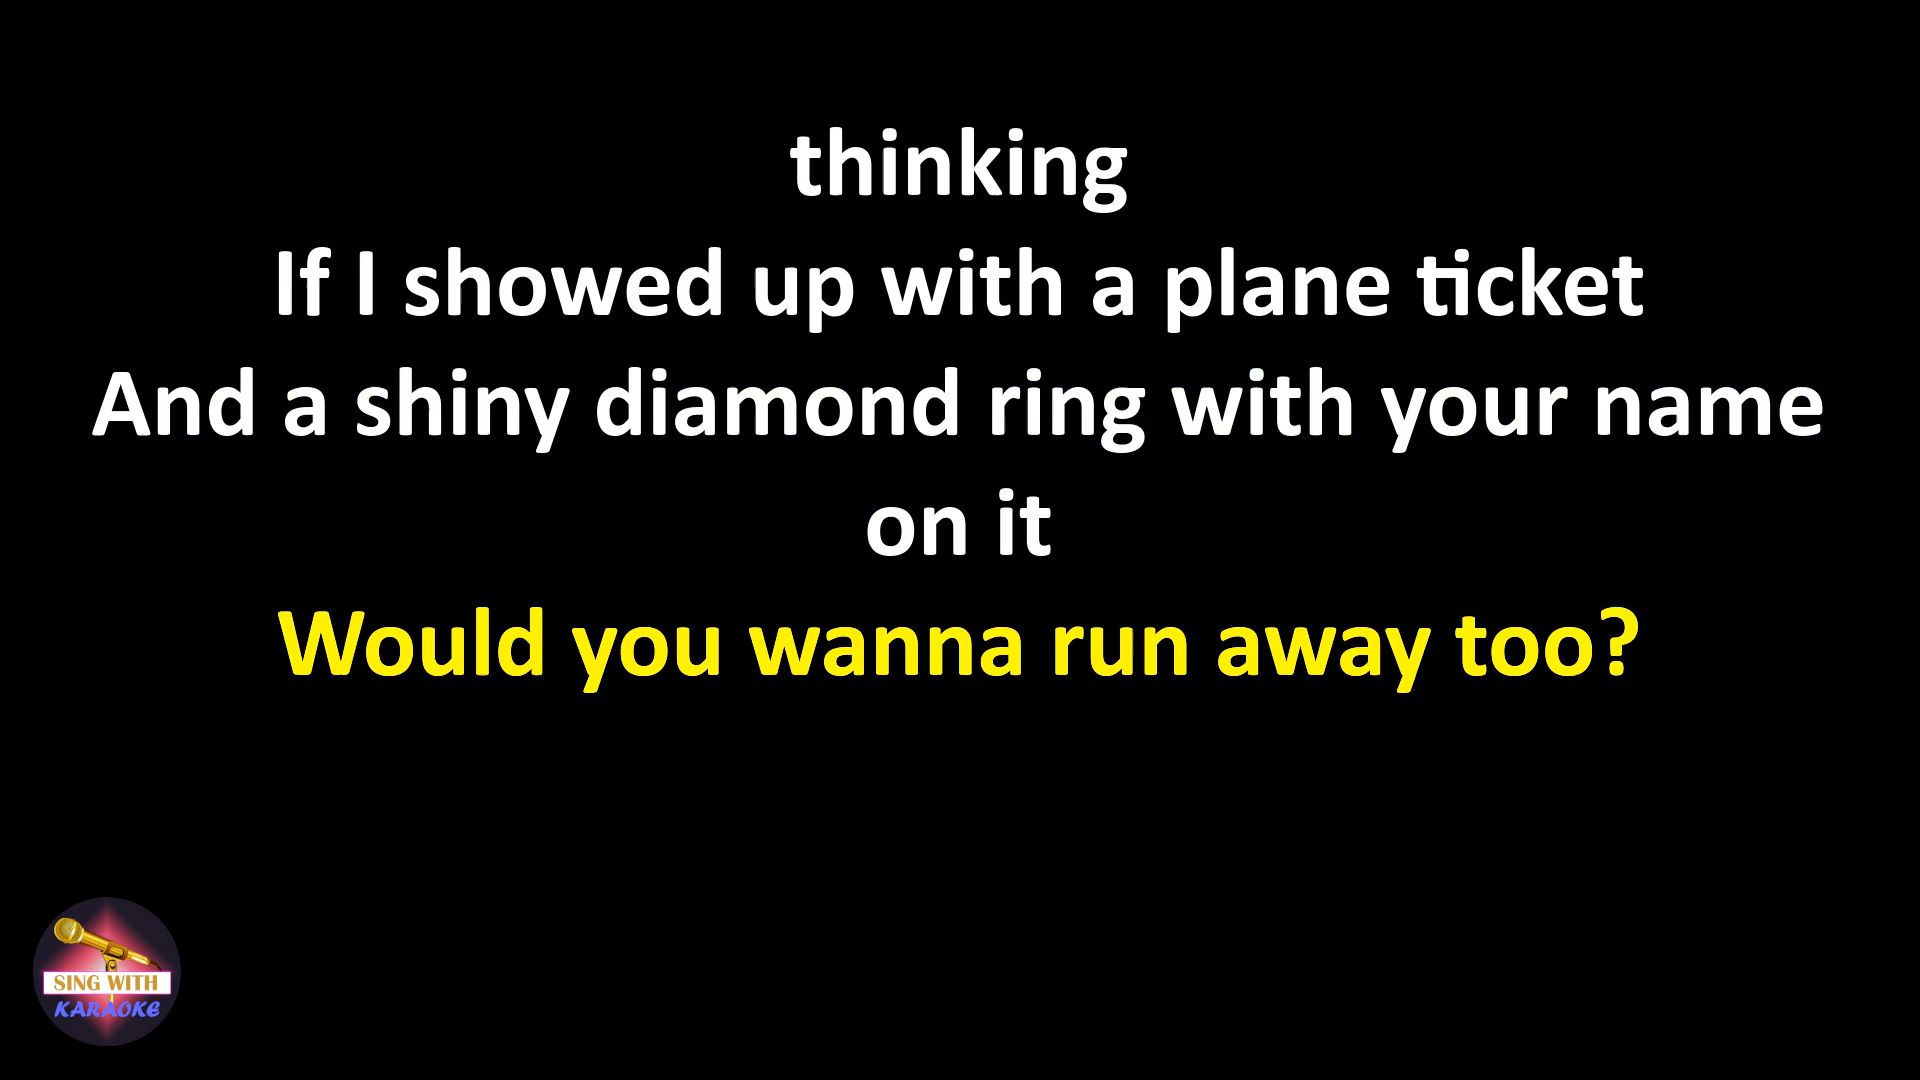 thinking
If I showed up with a plane ticket
And a shiny diamond ring with your name
on it
Would you wanna run away too?
SING WITH
KARAOKE